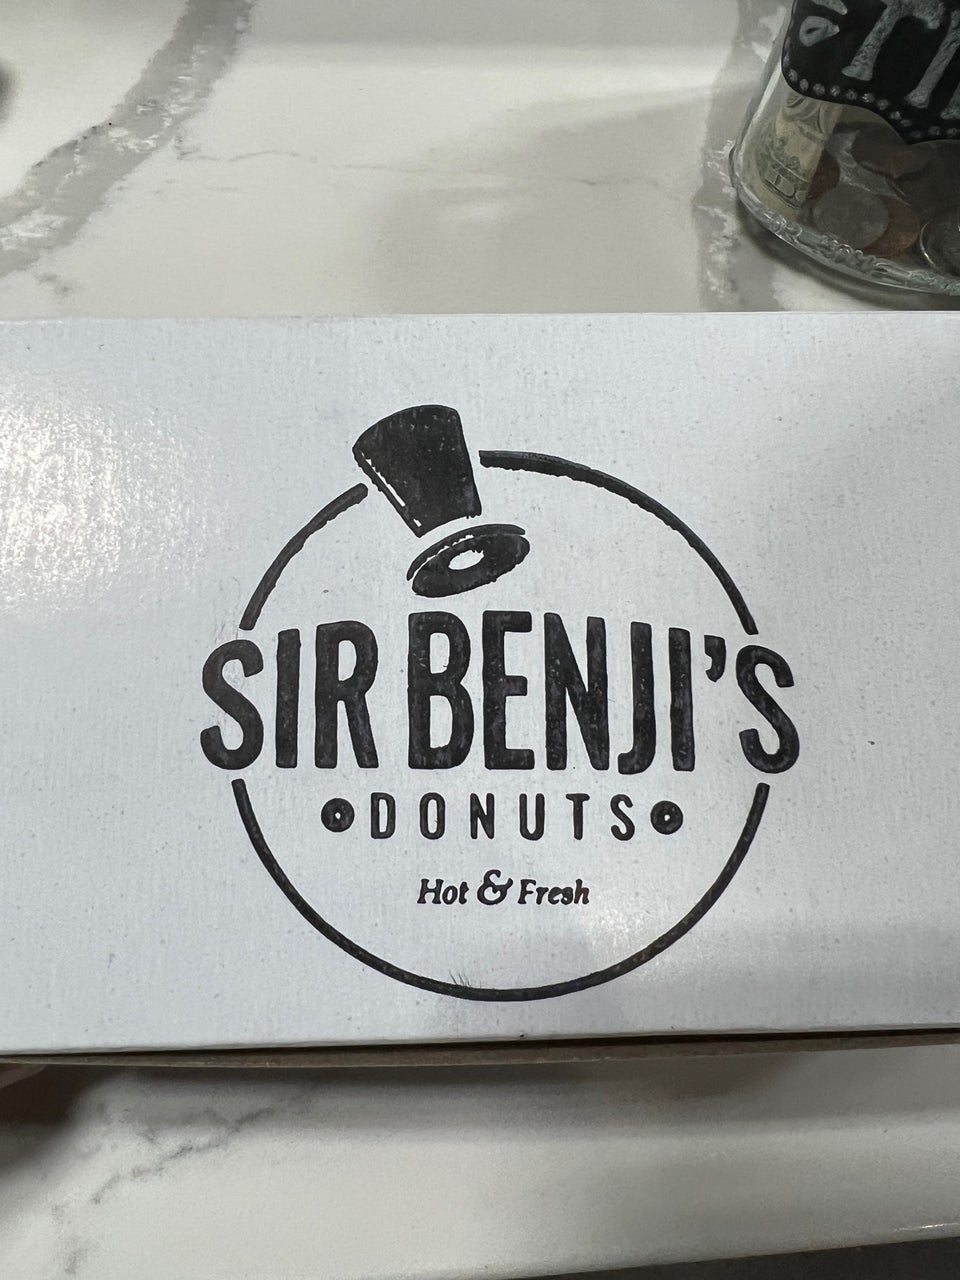 SIR BENJI'S
DONUTS
Hot & Fresh